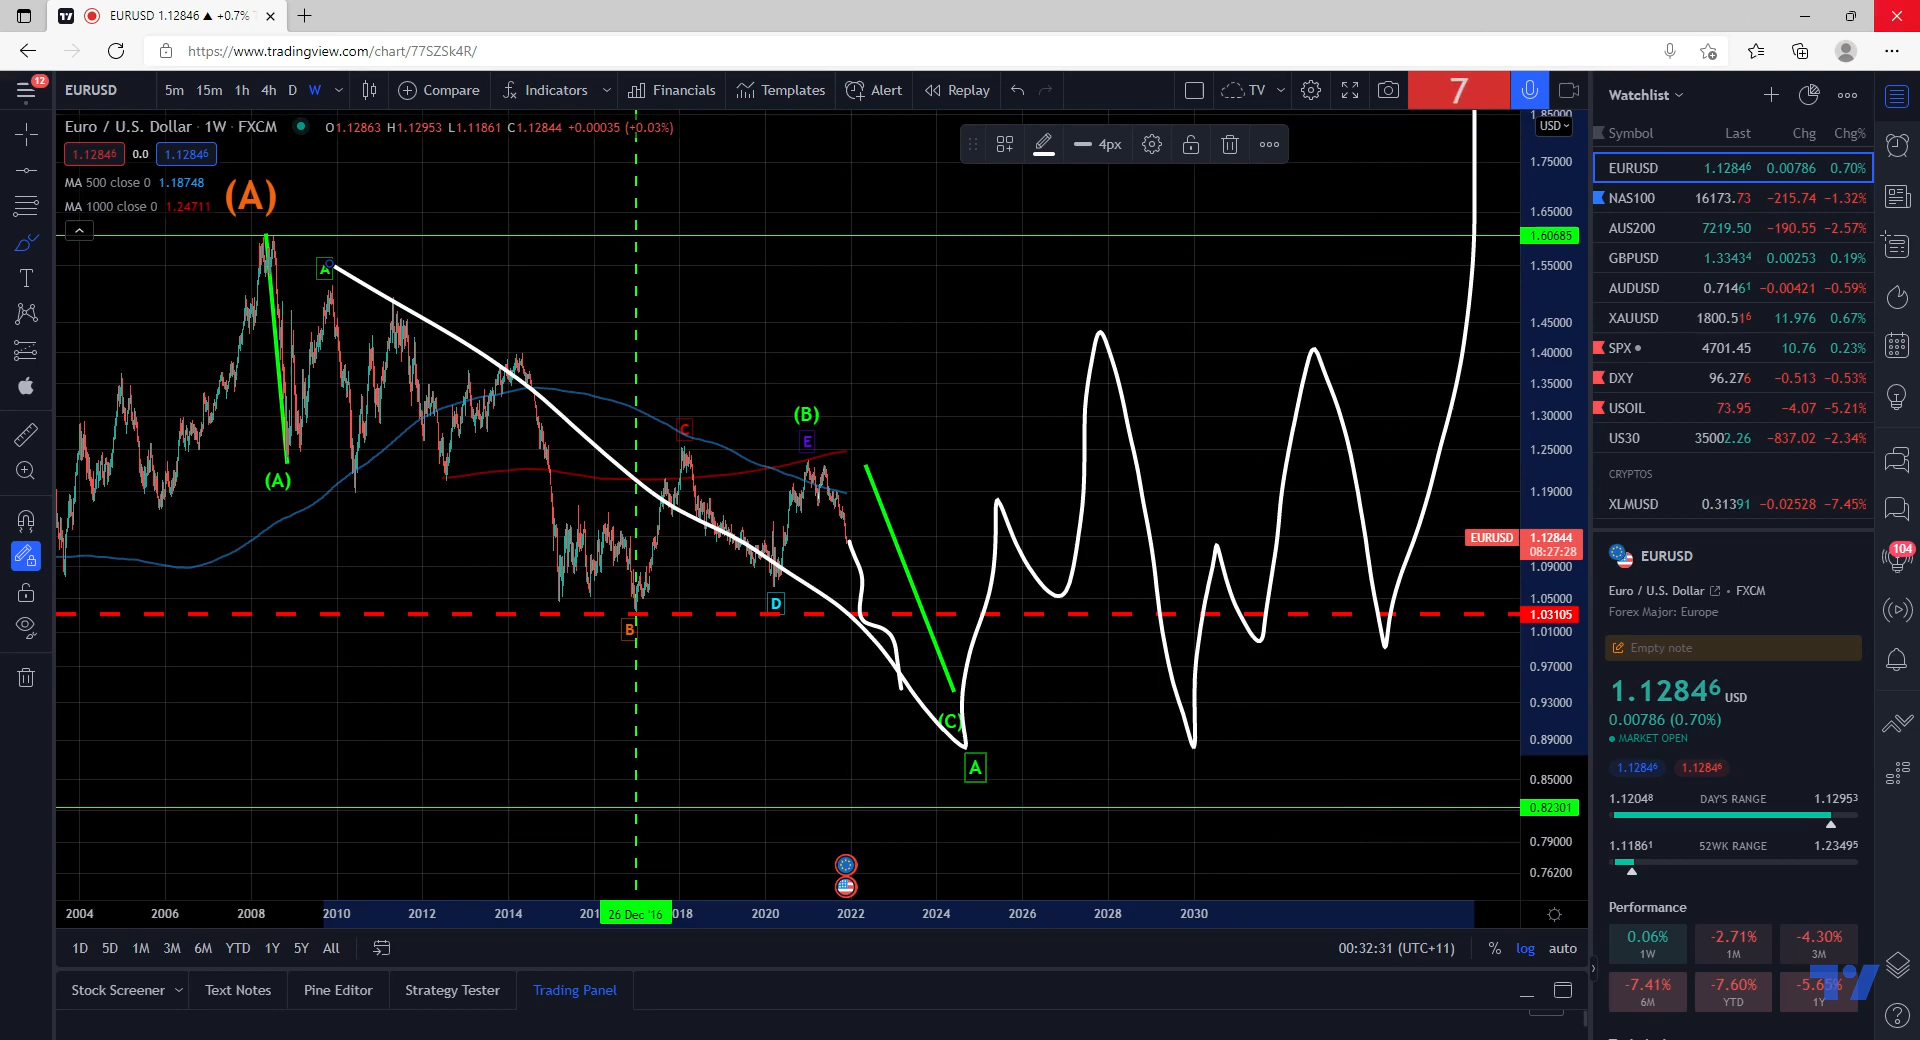 EURUSD 1.12846 ▲ +0.7%
https://www.tradingview.com/chart/77SZSk4R/
12
EURUSD 5m 15m 1h 4h D W Compare Indicators Financials Templates Alert Replay TV 7
Watchlist
Euro / U.S. Dollar · 1W · FXCM O1.12863 H1.12953 L1.11861 C1.12844 +0.00035 (+0.03%)
1.12846 0.0 1.12846
MA 500 close 0 1.18748
MA 1000 close 0 1.24711
4px
(A)
A
(A)
(B)
E
C
D
B
(C)
A
1.85000
USD
1.75000
1.65000
1.60685
1.55000
1.45000
1.40000
1.35000
1.30000
1.25000
1.19000
EURUSD 1.12844
08:27:28
1.09000
1.05000
1.03105
1.01000
0.97000
0.93000
0.89000
0.85000
0.82301
0.79000
0.76200
2004 2006 2008 2010 2012 2014 201 26 Dec '16 018 2020 2022 2024 2026 2028 2030
1D 5D 1M 3M 6M YTD 1Y 5Y All 00:32:31 (UTC+11) % log auto
Stock Screener Text Notes Pine Editor Strategy Tester Trading Panel
Symbol Last Chg Chg%
EURUSD 1.12846 0.00786 0.70%
NAS100 16173.73 −215.74 −1.32%
AUS200 7219.50 −190.55 −2.57%
GBPUSD 1.33434 0.00253 0.19%
AUDUSD 0.71461 −0.00421 −0.59%
XAUUSD 1800.516 11.976 0.67%
SPX 4701.45 10.76 0.23%
DXY 96.276 −0.513 −0.53%
USOIL 73.95 −4.07 −5.21%
US30 35002.26 −837.02 −2.34%
CRYPTOS
XLMUSD 0.31391 −0.02528 −7.45%
EURUSD
104
Euro / U.S. Dollar • FXCM
Forex Major: Europe
Empty note
1.12846 USD
0.00786 (0.70%)
MARKET OPEN
1.12846 1.12846
1.12048 DAY'S RANGE 1.12953
1.11861 52WK RANGE 1.23495
Performance
0.06% -2.71% -4.30%
1W 1M 3M
-7.41% -7.60% -5.65%
6M YTD 1Y